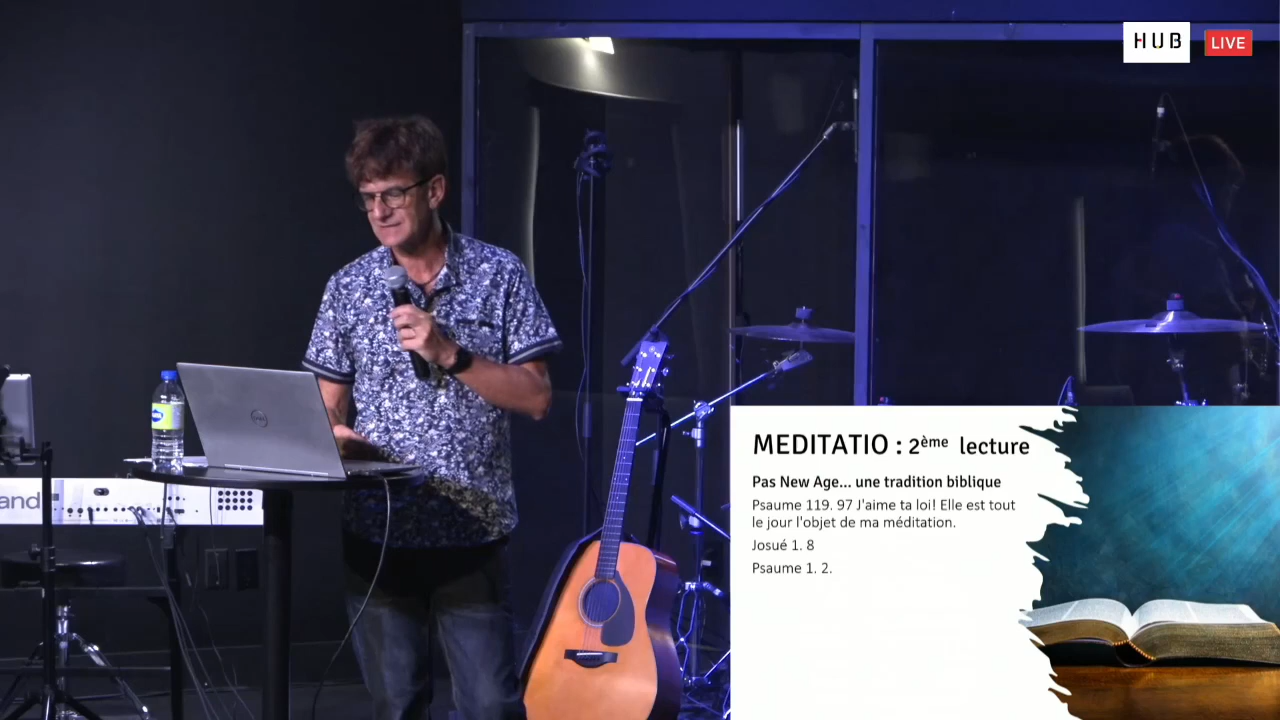 HUB
LIVE
DELL
and
MEDITATIO : 2ème lecture
Pas New Age... une tradition biblique
Psaume 119. 97 J'aime ta loi! Elle est tout
le jour l'objet de ma méditation.
Josué 1. 8
Psaume 1. 2.